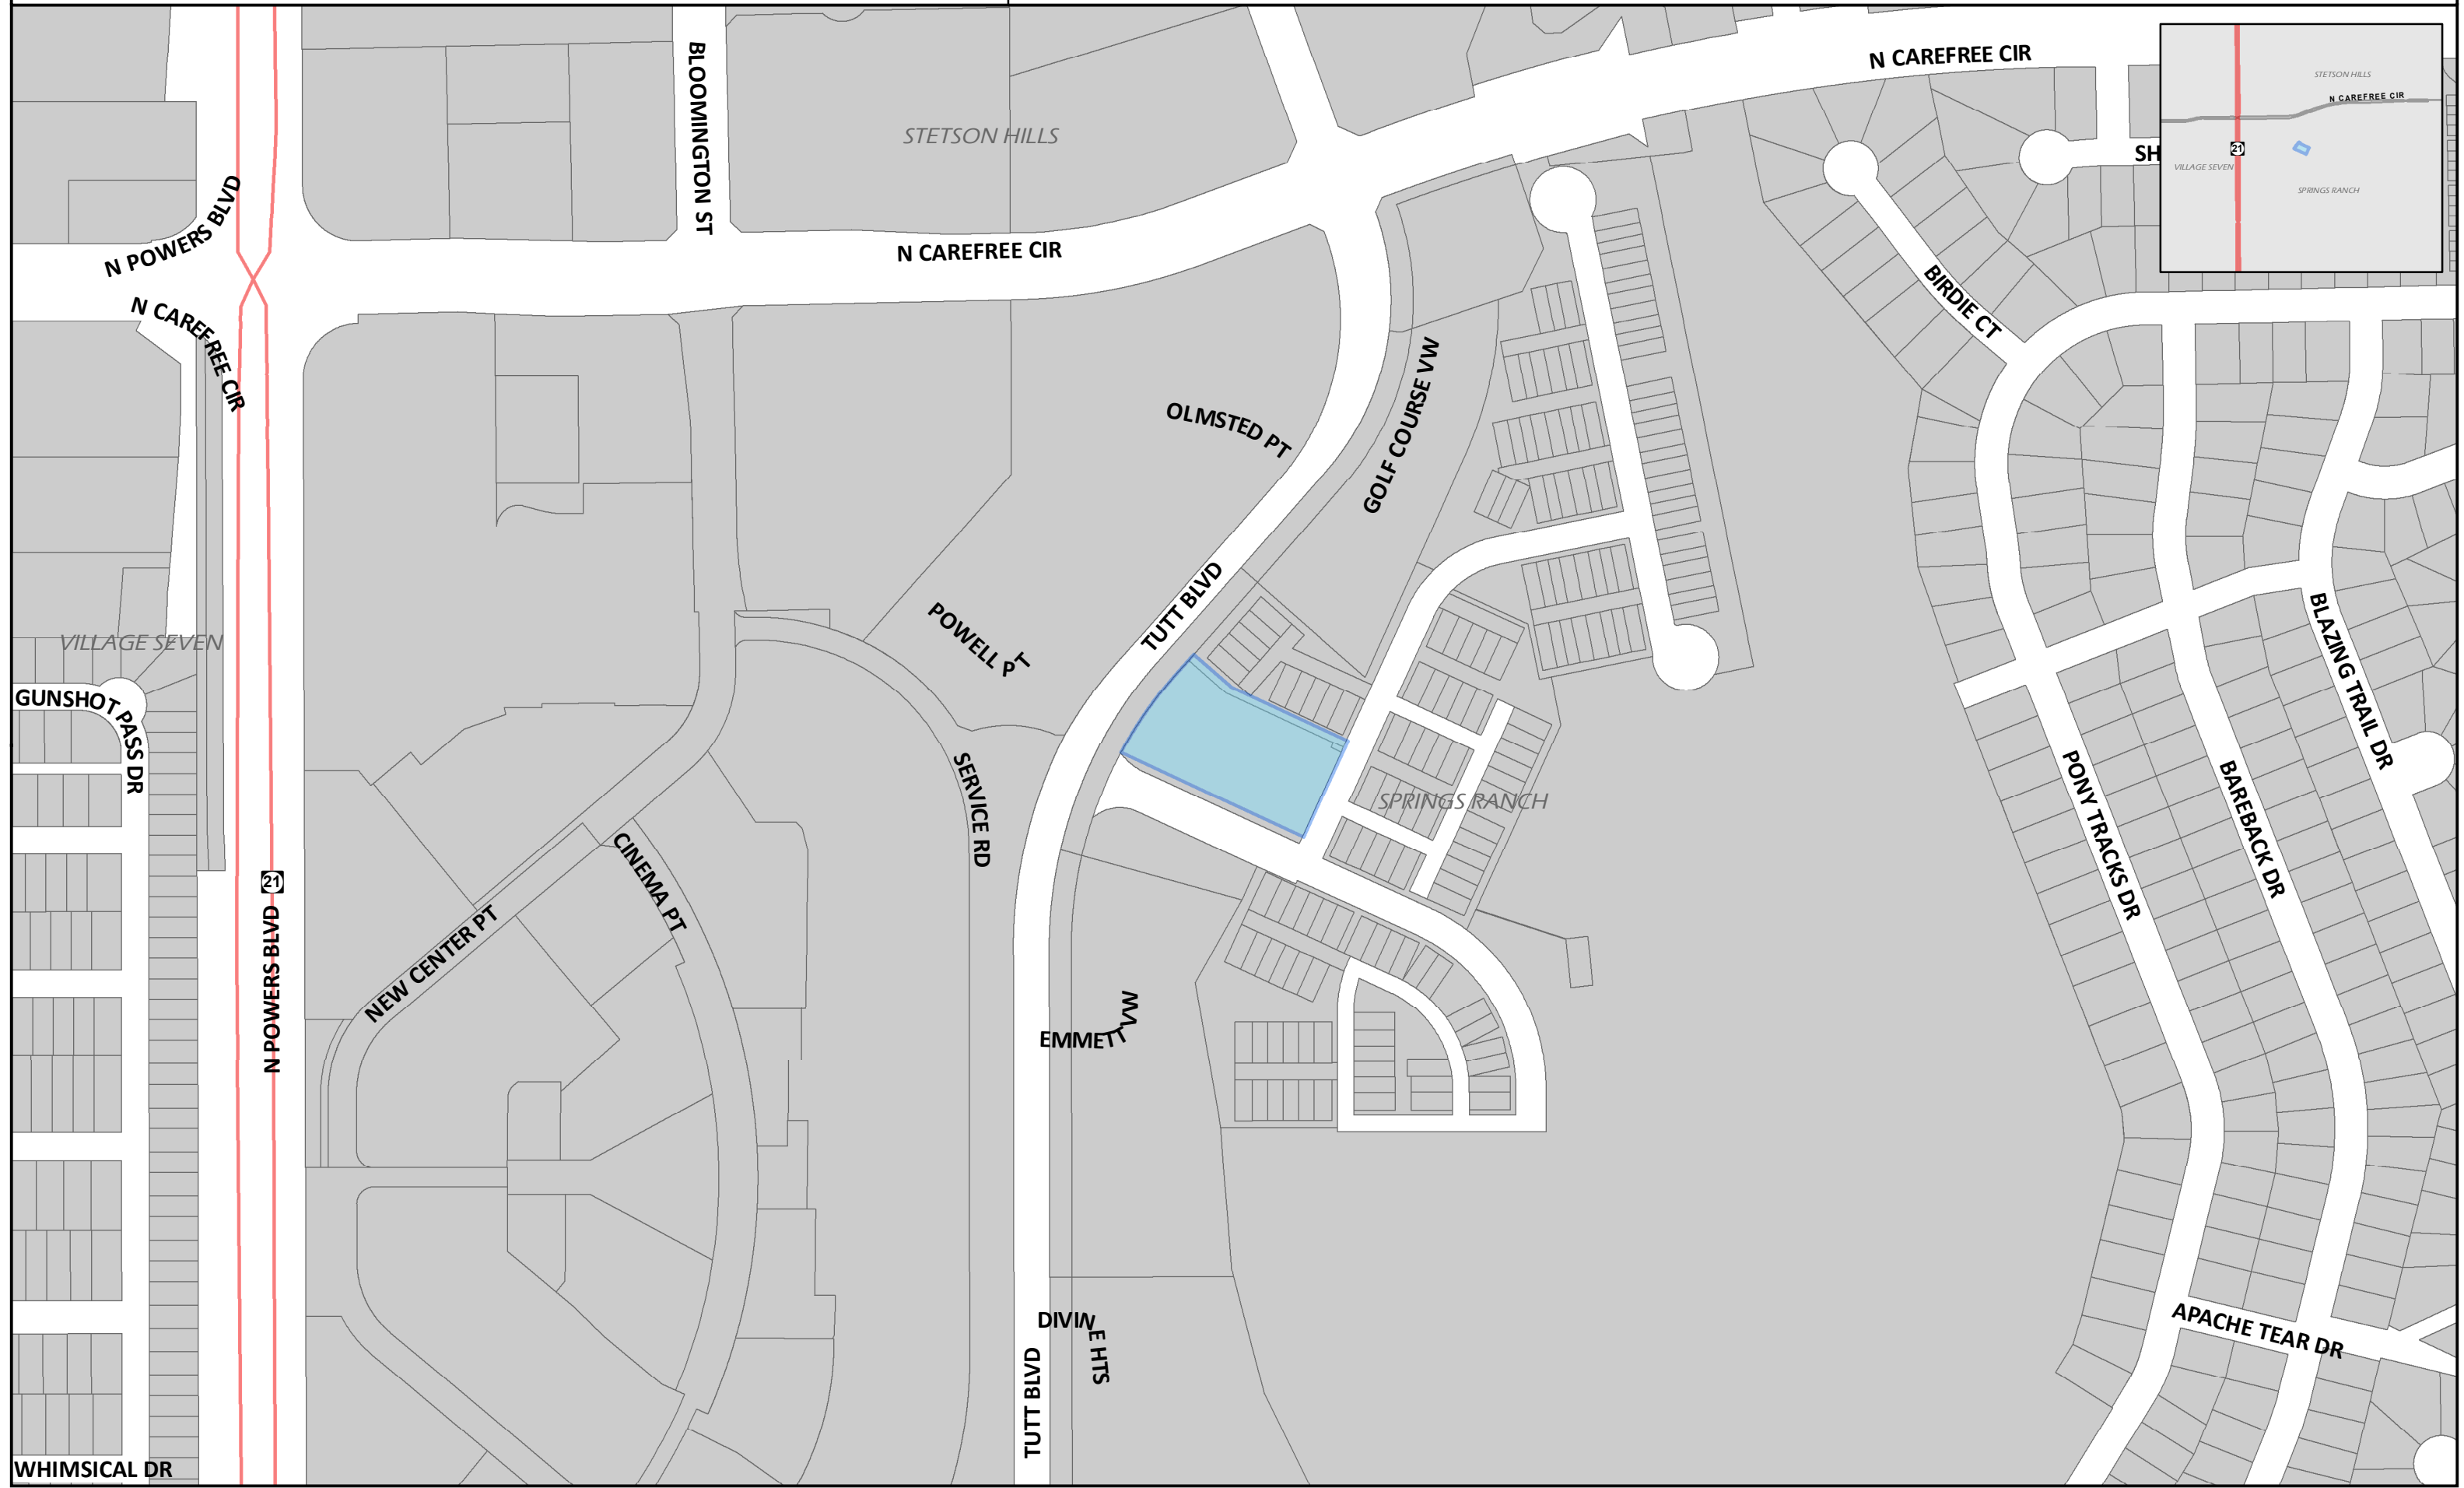 N CAREFREE CIR
BLOOMINGTON ST
STETSON HILLS
STETSON HILLS
N CAREFREE CIR
21
VILLAGE SEVEN
SPRINGS RANCH
SH
N POWERS BLVD
N CAREFREE CIR
N CAREFREE CIR
BIRDIE CT
OLMSTED PT
GOLF COURSE VW
TUTT BLVD
POWELL PT
VILLAGE SEVEN
GUNSHOT PASS DR
BLAZING TRAIL DR
SERVICE RD
SPRINGS RANCH
PONY TRACKS DR
BAREBACK DR
CINEMA PT
21
N POWERS BLVD
NEW CENTER PT
EMMETT VW
DIVINE HTS
TUTT BLVD
APACHE TEAR DR
WHIMSICAL DR